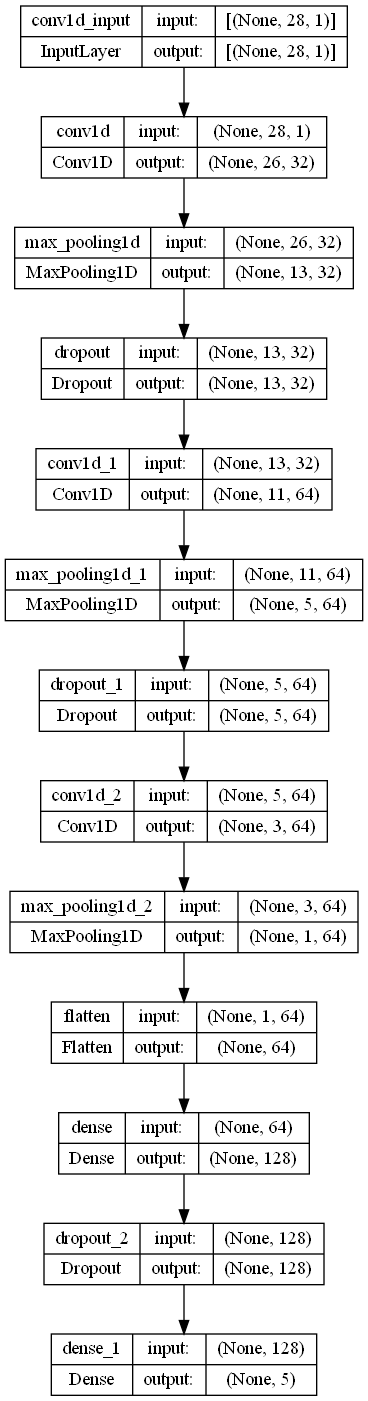 conv1d_input input: [(None, 28, 1)]
InputLayer output: [(None, 28, 1)]
conv1d input: (None, 28, 1)
Conv1D output: (None, 26, 32)
max_pooling1d input: (None, 26, 32)
MaxPooling1D output: (None, 13, 32)
dropout input: (None, 13, 32)
Dropout output: (None, 13, 32)
conv1d_1 input: (None, 13, 32)
Conv1D output: (None, 11, 64)
max_pooling1d_1 input: (None, 11, 64)
MaxPooling1D output: (None, 5, 64)
dropout_1 input: (None, 5, 64)
Dropout output: (None, 5, 64)
conv1d_2 input: (None, 5, 64)
Conv1D output: (None, 3, 64)
max_pooling1d_2 input: (None, 3, 64)
MaxPooling1D output: (None, 1, 64)
flatten input: (None, 1, 64)
Flatten output: (None, 64)
dense input: (None, 64)
Dense output: (None, 128)
dropout_2 input: (None, 128)
Dropout output: (None, 128)
dense_1 input: (None, 128)
Dense output: (None, 5)